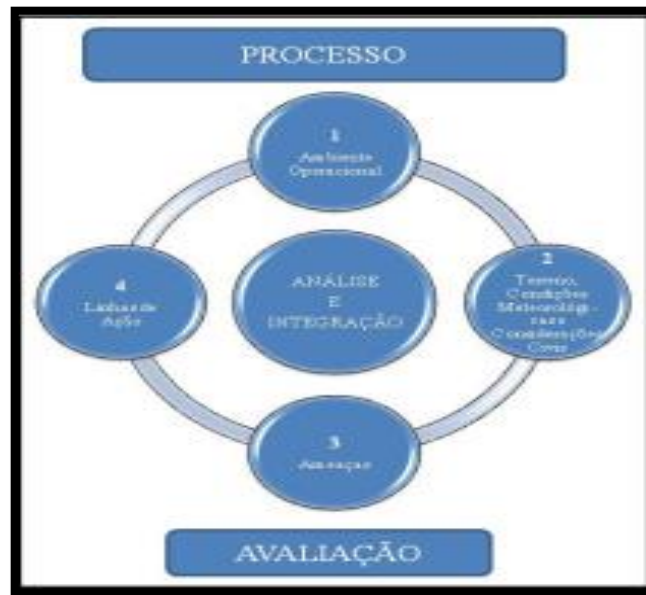 PROCESSO
1
Ambiente
Operacional
2
Terreno,
Condições
Meteorológi-
cas e
Considerações
Civis
ANÁLISE
E
INTEGRAÇÃO
4
Linhas de
Ação
3
Ameaças
AVALIAÇÃO